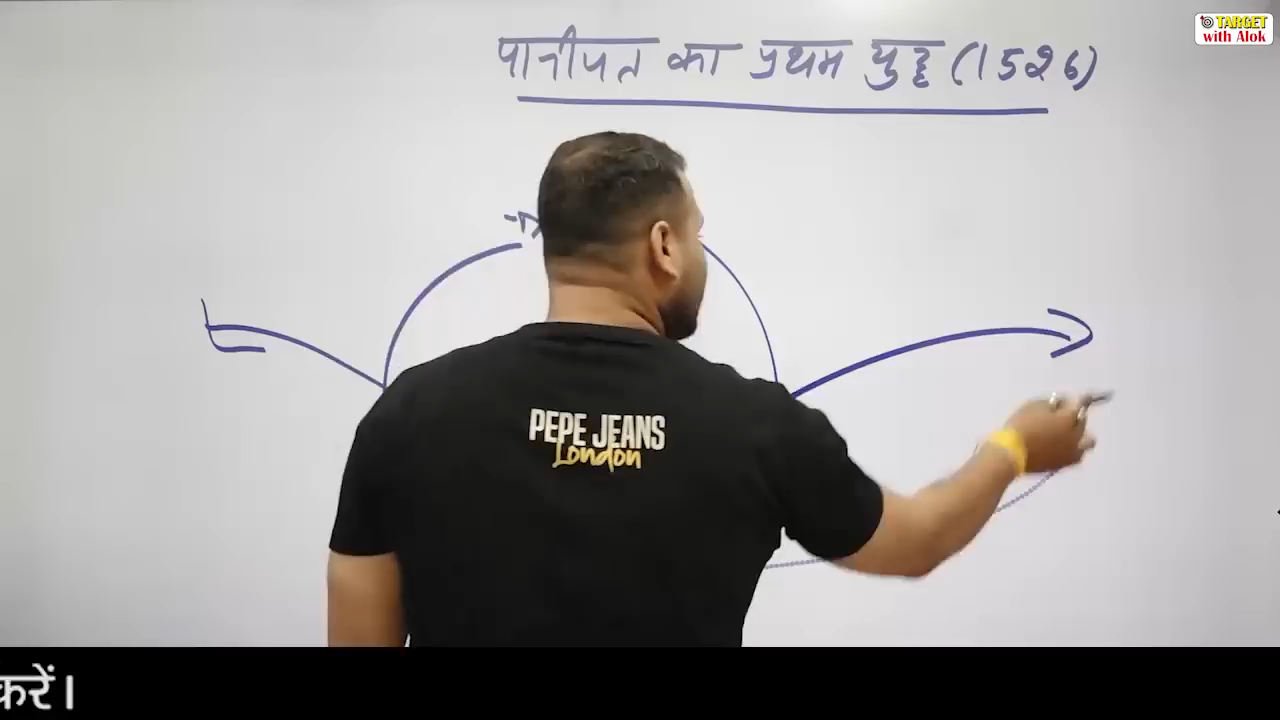 TARGET
with Alok
पानीपत का प्रथम युद्ध (1526)
PEPE JEANS
London
करें।